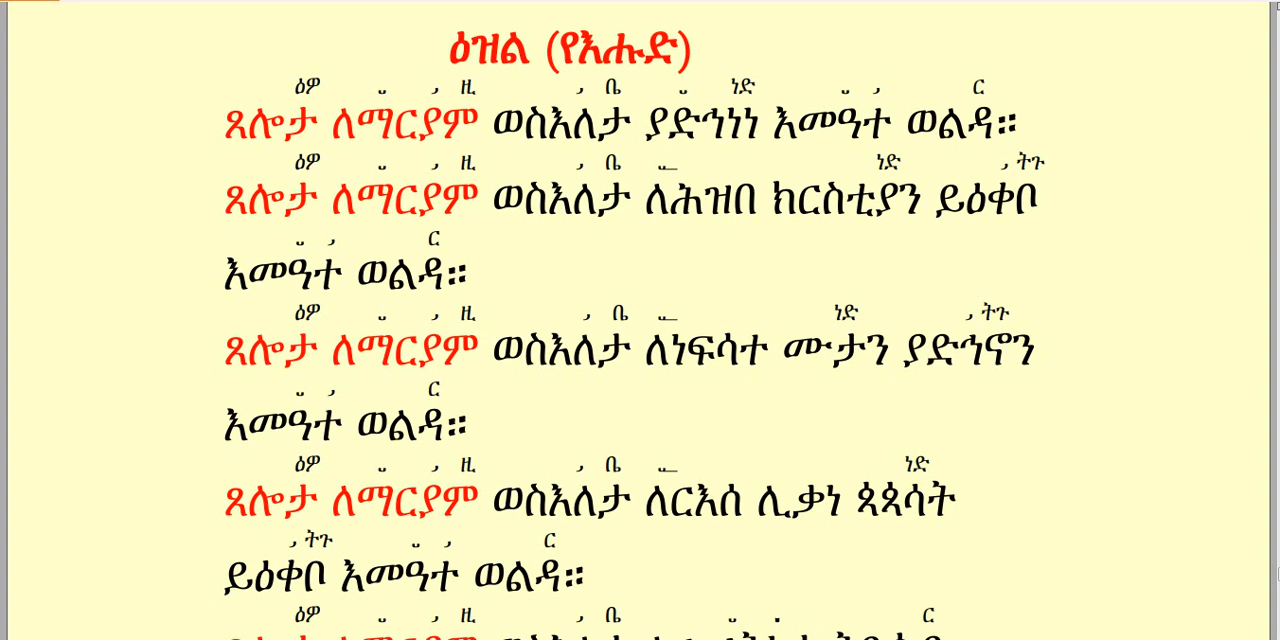 ዕዝል (የእሑድ)
ዕዎ ዚ ቤ ነድ ር
ጸሎታ ለማርያም ወስእለታ ያድኅነነ እመዓተ ወልዳ።
ዕዎ ዚ ቤ ነድ ትጉ
ጸሎታ ለማርያም ወስእለታ ለሕዝበ ክርስቲያን ይዕቀቦ
ር
እመዓተ ወልዳ።
ዕዎ ዚ ቤ ነድ ትጉ
ጸሎታ ለማርያም ወስእለታ ለነፍሳተ ሙታን ያድኅኖን
ር
እመዓተ ወልዳ።
ዕዎ ዚ ቤ ነድ
ጸሎታ ለማርያም ወስእለታ ለርእሰ ሊቃነ ጳጳሳት
ትጉ ር
ይዕቀቦ እመዓተ ወልዳ።
ዕዎ ዚ ቤ ር